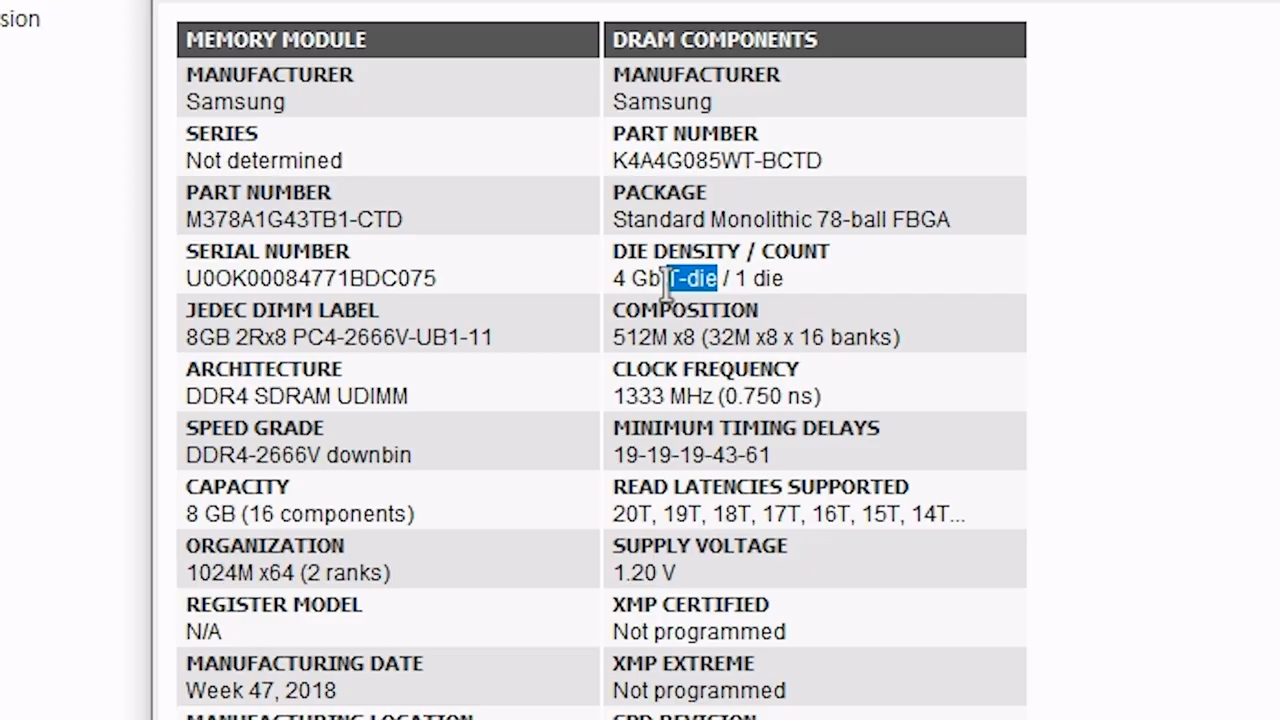 sion
MEMORY MODULE
DRAM COMPONENTS
MANUFACTURER
Samsung
MANUFACTURER
Samsung
SERIES
Not determined
PART NUMBER
K4A4G085WT-BCTD
PART NUMBER
M378A1G43TB1-CTD
PACKAGE
Standard Monolithic 78-ball FBGA
SERIAL NUMBER
U0OK00084771BDC075
DIE DENSITY / COUNT
4 Gb T-die / 1 die
JEDEC DIMM LABEL
8GB 2Rx8 PC4-2666V-UB1-11
COMPOSITION
512M x8 (32M x8 x 16 banks)
ARCHITECTURE
DDR4 SDRAM UDIMM
CLOCK FREQUENCY
1333 MHz (0.750 ns)
SPEED GRADE
DDR4-2666V downbin
MINIMUM TIMING DELAYS
19-19-19-43-61
CAPACITY
8 GB (16 components)
READ LATENCIES SUPPORTED
20T, 19T, 18T, 17T, 16T, 15T, 14T...
ORGANIZATION
1024M x64 (2 ranks)
SUPPLY VOLTAGE
1.20 V
REGISTER MODEL
N/A
XMP CERTIFIED
Not programmed
MANUFACTURING DATE
Week 47, 2018
XMP EXTREME
Not programmed
MANUFACTURING LOCATION
SPD REVISION